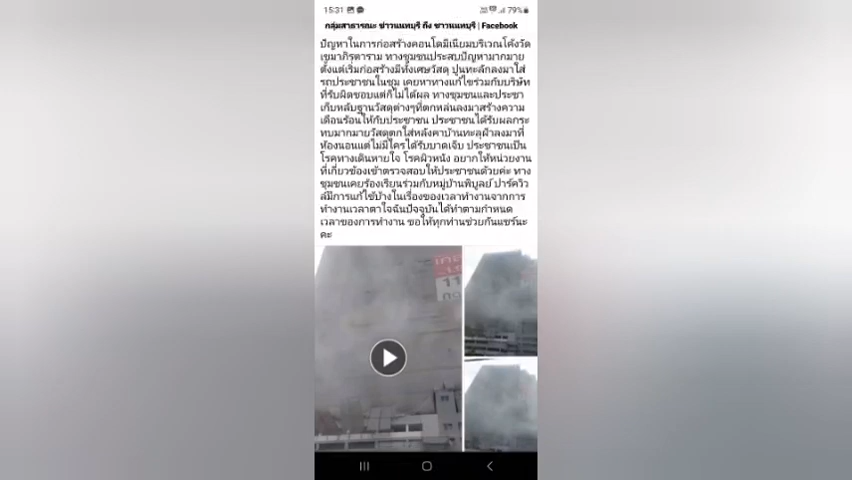 15:31
79%
กลุ่มสาธารณะ ข่าวนนทบุรี ถึง ชาวนนทบุรี | Facebook
ปัญหาในการก่อสร้างคอนโดมิเนียมบริเวณโค้งวัด
เขมาภิรตาราม ทางชุมชนประสบปัญหามากมาย
ตั้งแต่เริ่มก่อสร้างมีทั้งเศษวัสดุ ปูนทะลักลงมาใส่
รถประชาชนในชุม เคยหาทางแก้ไขร่วมกับบริษัท
ที่รับผิดชอบแต่ก็ไม่ได้ผล ทางชุมชนและประชา
เก็บหลับฐานวัสดุต่างๆที่ตกหล่นลงมาสร้างความ
เดือนร้อนให้กับประชาชน ประชาชนได้รับผลกระ
ทบมากมายวัสดุตกใส่หลังคาบ้านทะลุฝ้าลงมาที่
ห้องนอนแต่ไม่มีใครได้รับบาดเจ็บ ประชาชนเป็น
โรคทางเดินหายใจ โรคผิวหนัง อยากให้หน่วยงาน
ที่เกี่ยวข้องเข้าตรวจสอบให้ประชาชนด้วยค่ะ ทาง
ชุมชนเคยร้องเรียนร่วมกับหมู่บ้านพิบูลย์ ปาร์ควิว
ล์มีการแก้ไข้บ้างในเรื่องของเวลาทำงานจากการ
ทำงานเวลาตาใจฉันปัจจุบันได้ทำตามกำหนด
เวลาของการทำงาน ขอให้ทุกท่านช่วยกันแชร์นะ
คะ
11